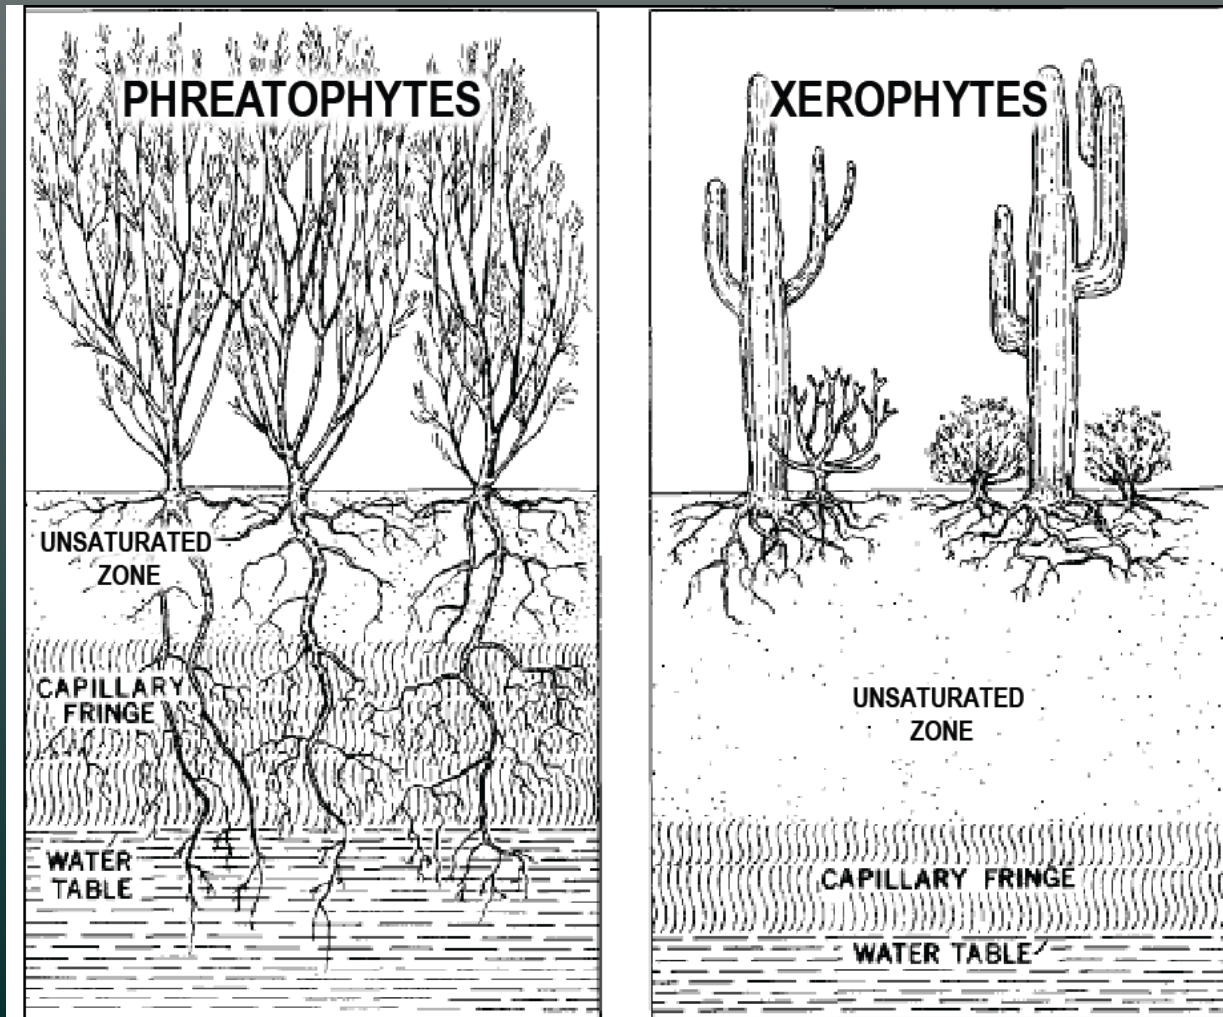 PHREATOPHYTES
UNSATURATED
ZONE
CAPILLARY
FRINGE
WATER
TABLE
XEROPHYTES
UNSATURATED
ZONE
CAPILLARY FRINGE
WATER TABLE